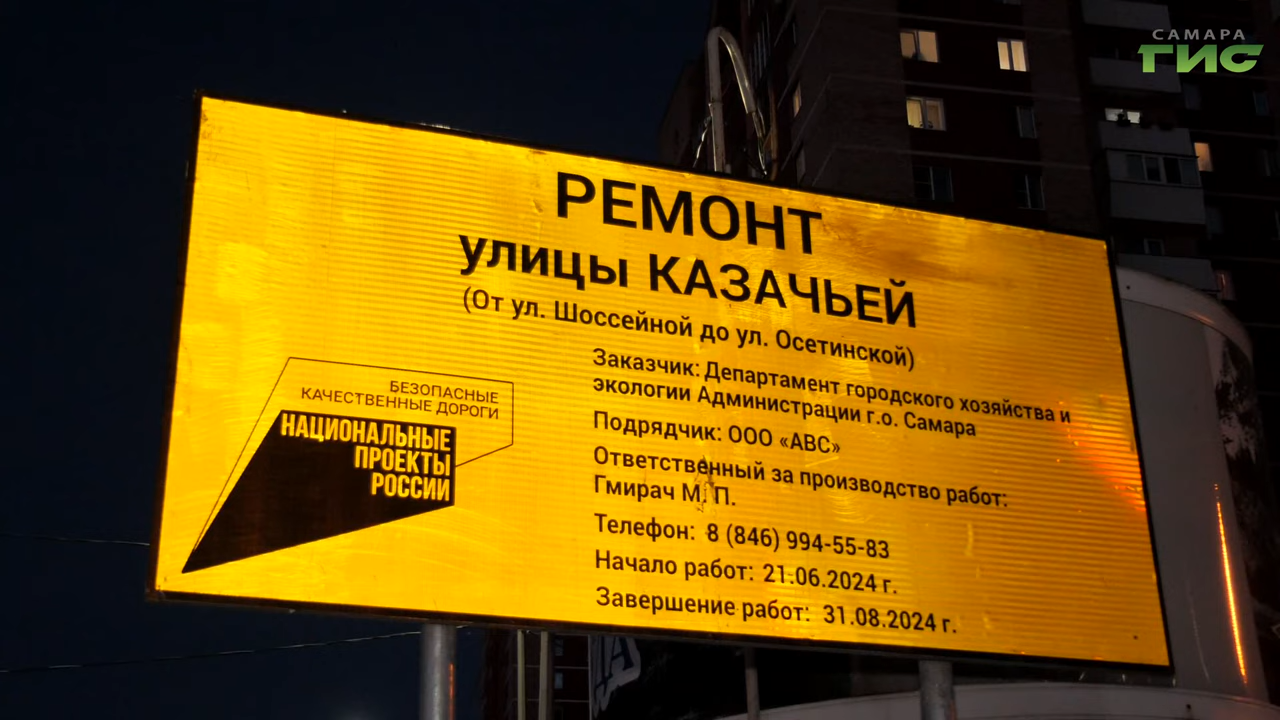 САМАРА
ГИС
РЕМОНТ
улицы КАЗАЧЬЕЙ
(От ул. Шоссейной до ул. Осетинской)
БЕЗОПАСНЫЕ
КАЧЕСТВЕННЫЕ ДОРОГИ
НАЦИОНАЛЬНЫЕ
ПРОЕКТЫ
РОССИИ
Заказчик: Департамент городского хозяйства и
экологии Администрации г.о. Самара
Подрядчик: ООО «АВС»
Ответственный за производство работ:
Гмирач М. П.
Телефон: 8 (846) 994-55-83
Начало работ: 21.06.2024 г.
Завершение работ: 31.08.2024 г.